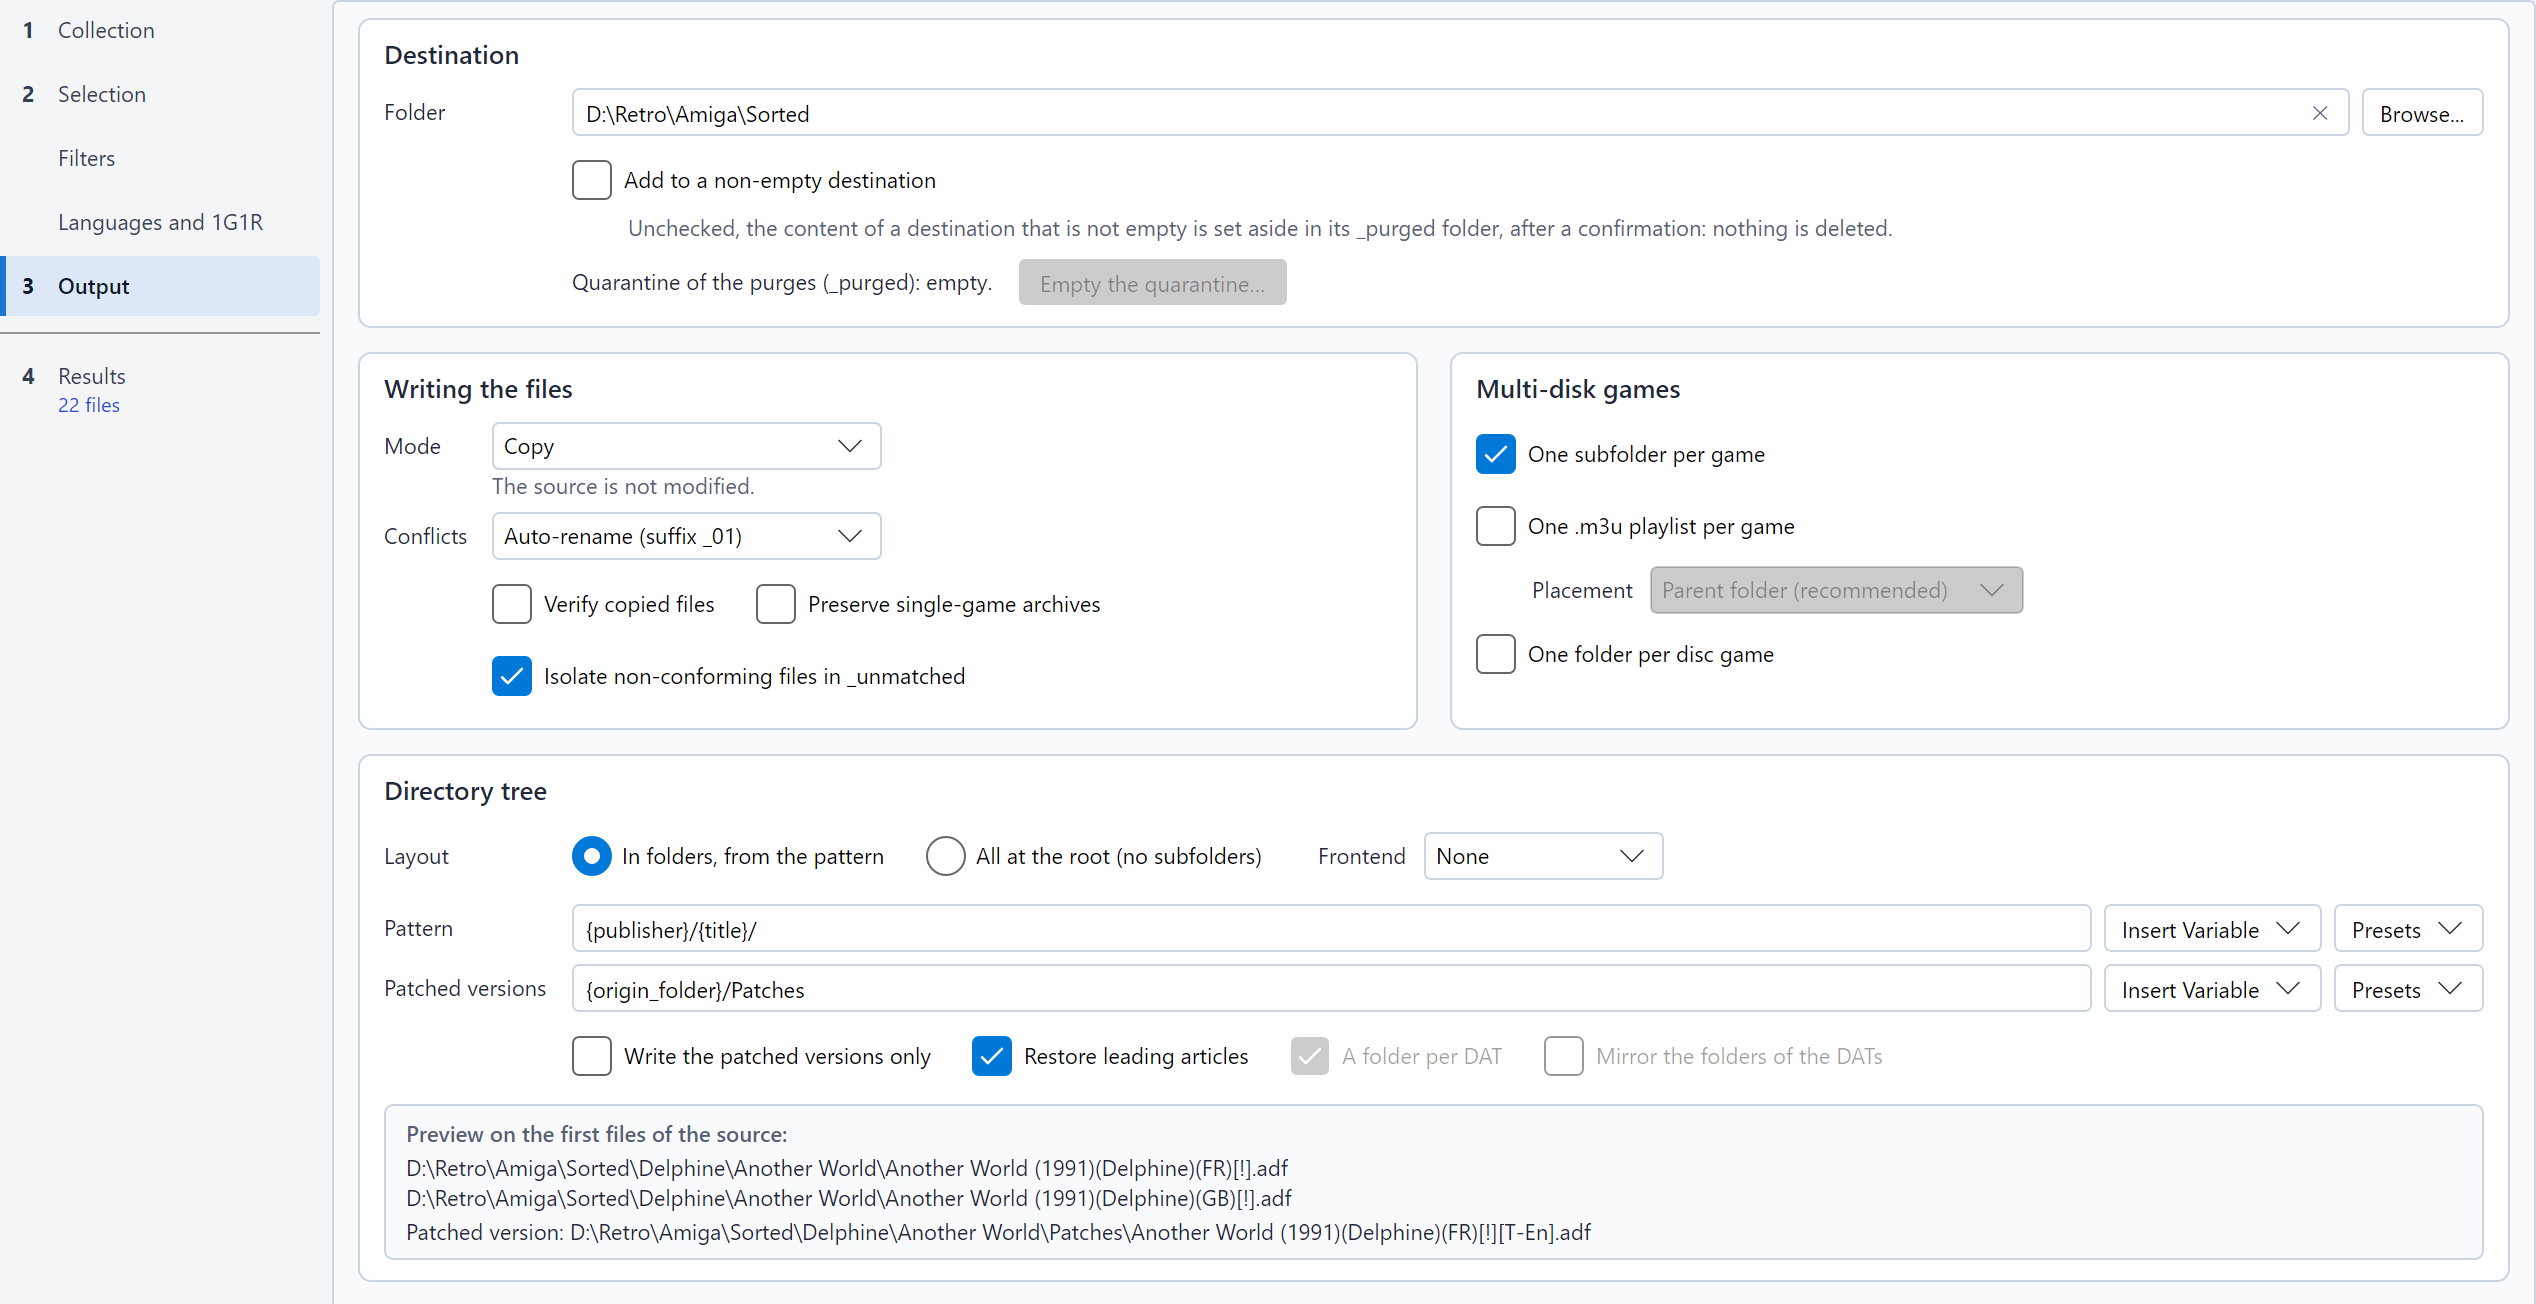 1 Collection
2 Selection
Filters
Languages and 1G1R
3 Output
4 Results
22 files
Destination
Folder D:\Retro\Amiga\Sorted Browse...
Add to a non-empty destination
Unchecked, the content of a destination that is not empty is set aside in its _purged folder, after a confirmation: nothing is deleted.
Quarantine of the purges (_purged): empty. Empty the quarantine...
Writing the files
Mode Copy
The source is not modified.
Conflicts Auto-rename (suffix _01)
Verify copied files Preserve single-game archives
Isolate non-conforming files in _unmatched
Multi-disk games
One subfolder per game
One .m3u playlist per game
Placement Parent folder (recommended)
One folder per disc game
Directory tree
Layout In folders, from the pattern All at the root (no subfolders) Frontend None
Pattern {publisher}/{title}/ Insert Variable Presets
Patched versions {origin_folder}/Patches Insert Variable Presets
Write the patched versions only Restore leading articles A folder per DAT Mirror the folders of the DATs
Preview on the first files of the source:
D:\Retro\Amiga\Sorted\Delphine\Another World\Another World (1991)(Delphine)(FR)[!].adf
D:\Retro\Amiga\Sorted\Delphine\Another World\Another World (1991)(Delphine)(GB)[!].adf
Patched version: D:\Retro\Amiga\Sorted\Delphine\Another World\Patches\Another World (1991)(Delphine)(FR)[!][T-En].adf